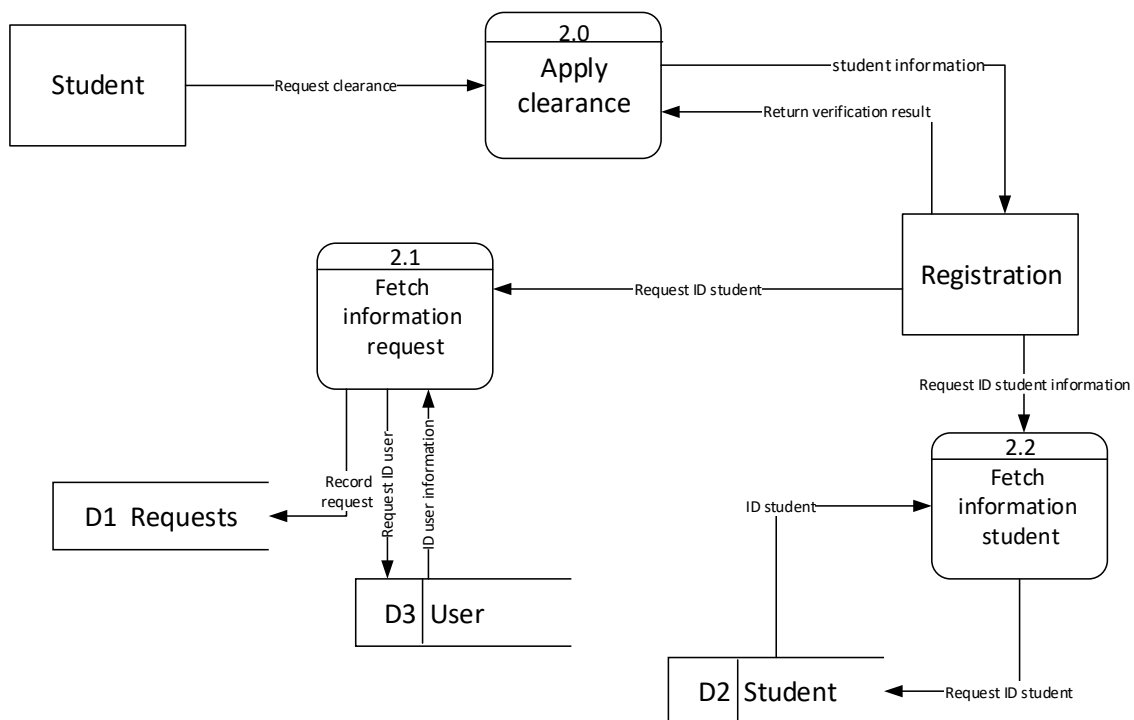 2.0
Student
Apply
clearance
Request clearance
student information
Return verification result
2.1
Fetch
information
request
Request ID student
Registration
Request ID student information
2.2
Fetch
information
student
Record
request
Request ID user
ID user information
D1 Requests
ID student
D3 User
D2 Student
Request ID student